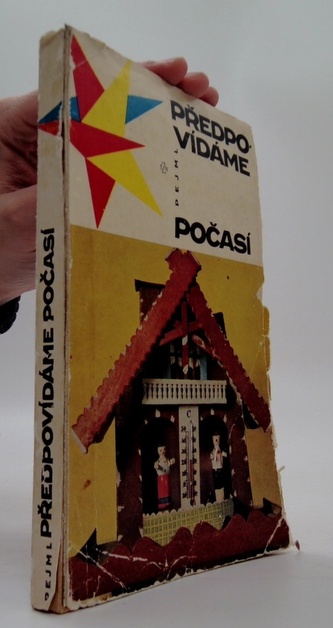 PŘEDPO-
VÍDÁME
PEJML
POČASÍ
PEJML PŘEDPOVÍDÁME POČASÍ
C